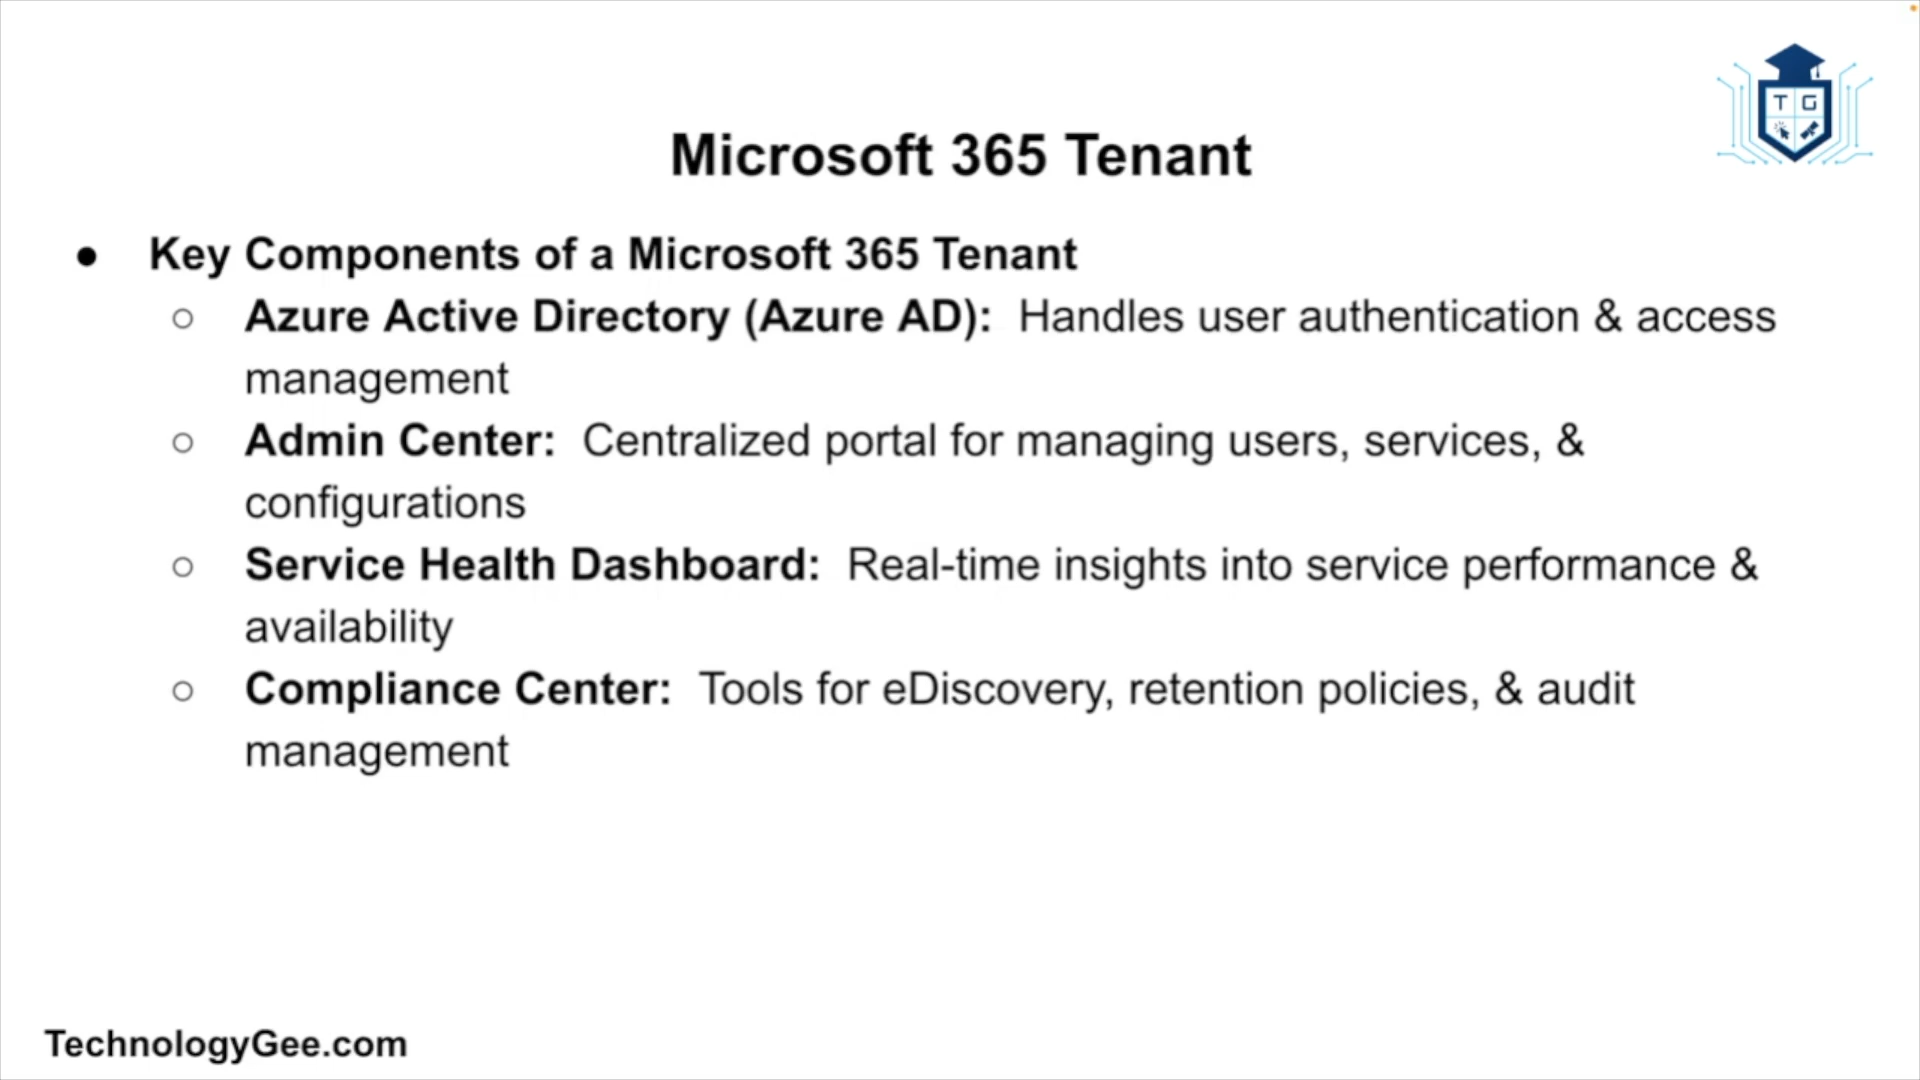 T G
Microsoft 365 Tenant
● Key Components of a Microsoft 365 Tenant
○ Azure Active Directory (Azure AD): Handles user authentication & access
management
○ Admin Center: Centralized portal for managing users, services, &
configurations
○ Service Health Dashboard: Real-time insights into service performance &
availability
○ Compliance Center: Tools for eDiscovery, retention policies, & audit
management
TechnologyGee.com